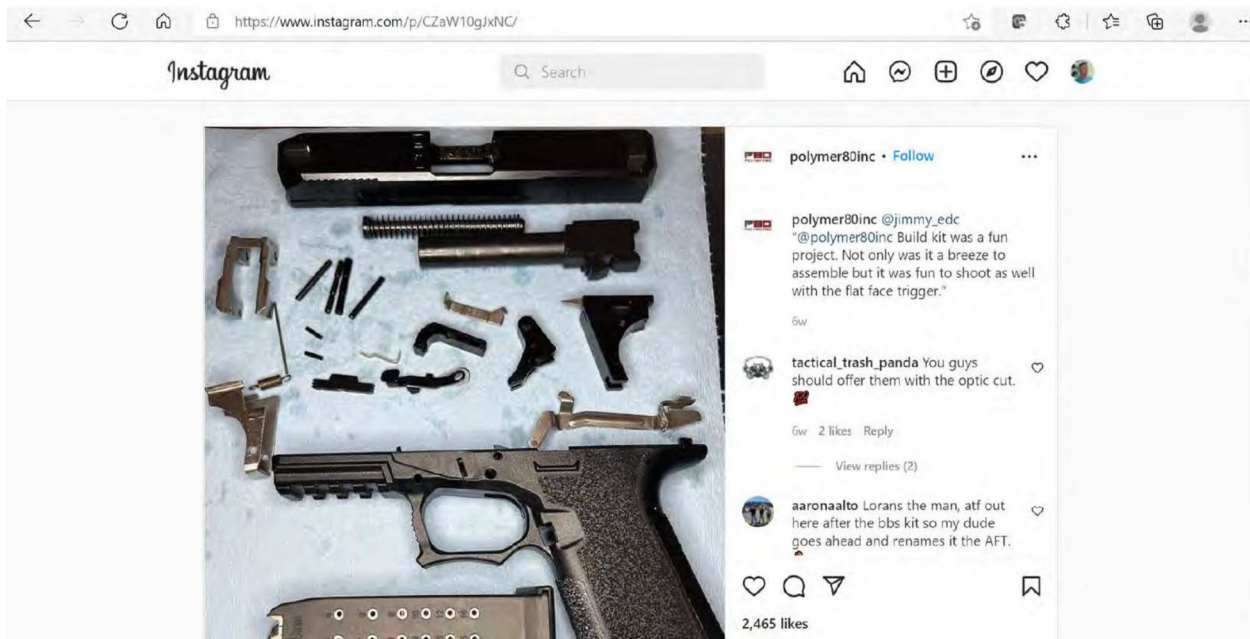 https://www.instagram.com/p/CZaW10gJxNC/
Instagram
Search
polymer80inc • Follow
polymer80inc @jimmy_edc
"@polymer80inc Build kit was a fun
project. Not only was it a breeze to
assemble but it was fun to shoot as well
with the flat face trigger."
6w
tactical_trash_panda You guys
should offer them with the optic cut.
6w 2 likes Reply
View replies (2)
aaronaalto Lorans the man, atf out
here after the bbs kit so my dude
goes ahead and renames it the AFT.
2,465 likes